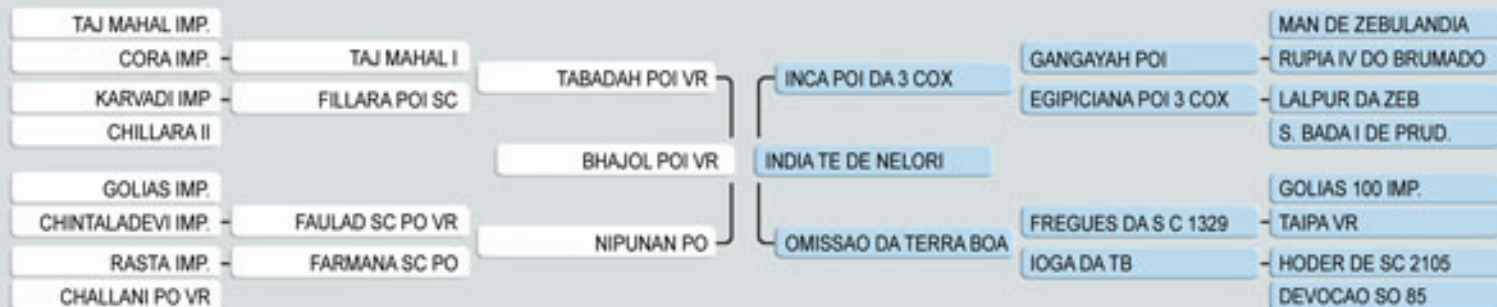 TAJ MAHAL IMP.
CORA IMP.
KARVADI IMP
CHILLARA II
GOLIAS IMP.
CHINTALADEVI IMP.
RASTA IMP.
CHALLANI PO VR
TAJ MAHAL I
FILLARA POI SC
FAULAD SC PO VR
FARMANA SC PO
TABADAH POI VR
BHAJOL POI VR
NIPUNAN PO
INCA POI DA 3 COX
INDIA TE DE NELORI
OMISSAO DA TERRA BOA
GANGAYAH POI
EGIPICIANA POI 3 COX
FREGUES DA S C 1329
IOGA DA TB
MAN DE ZEBULANDIA
RUPIA IV DO BRUMADO
LALPUR DA ZEB
S. BADA I DE PRUD.
GOLIAS 100 IMP.
TAIPA VR
HODER DE SC 2105
DEVOCAO SO 85